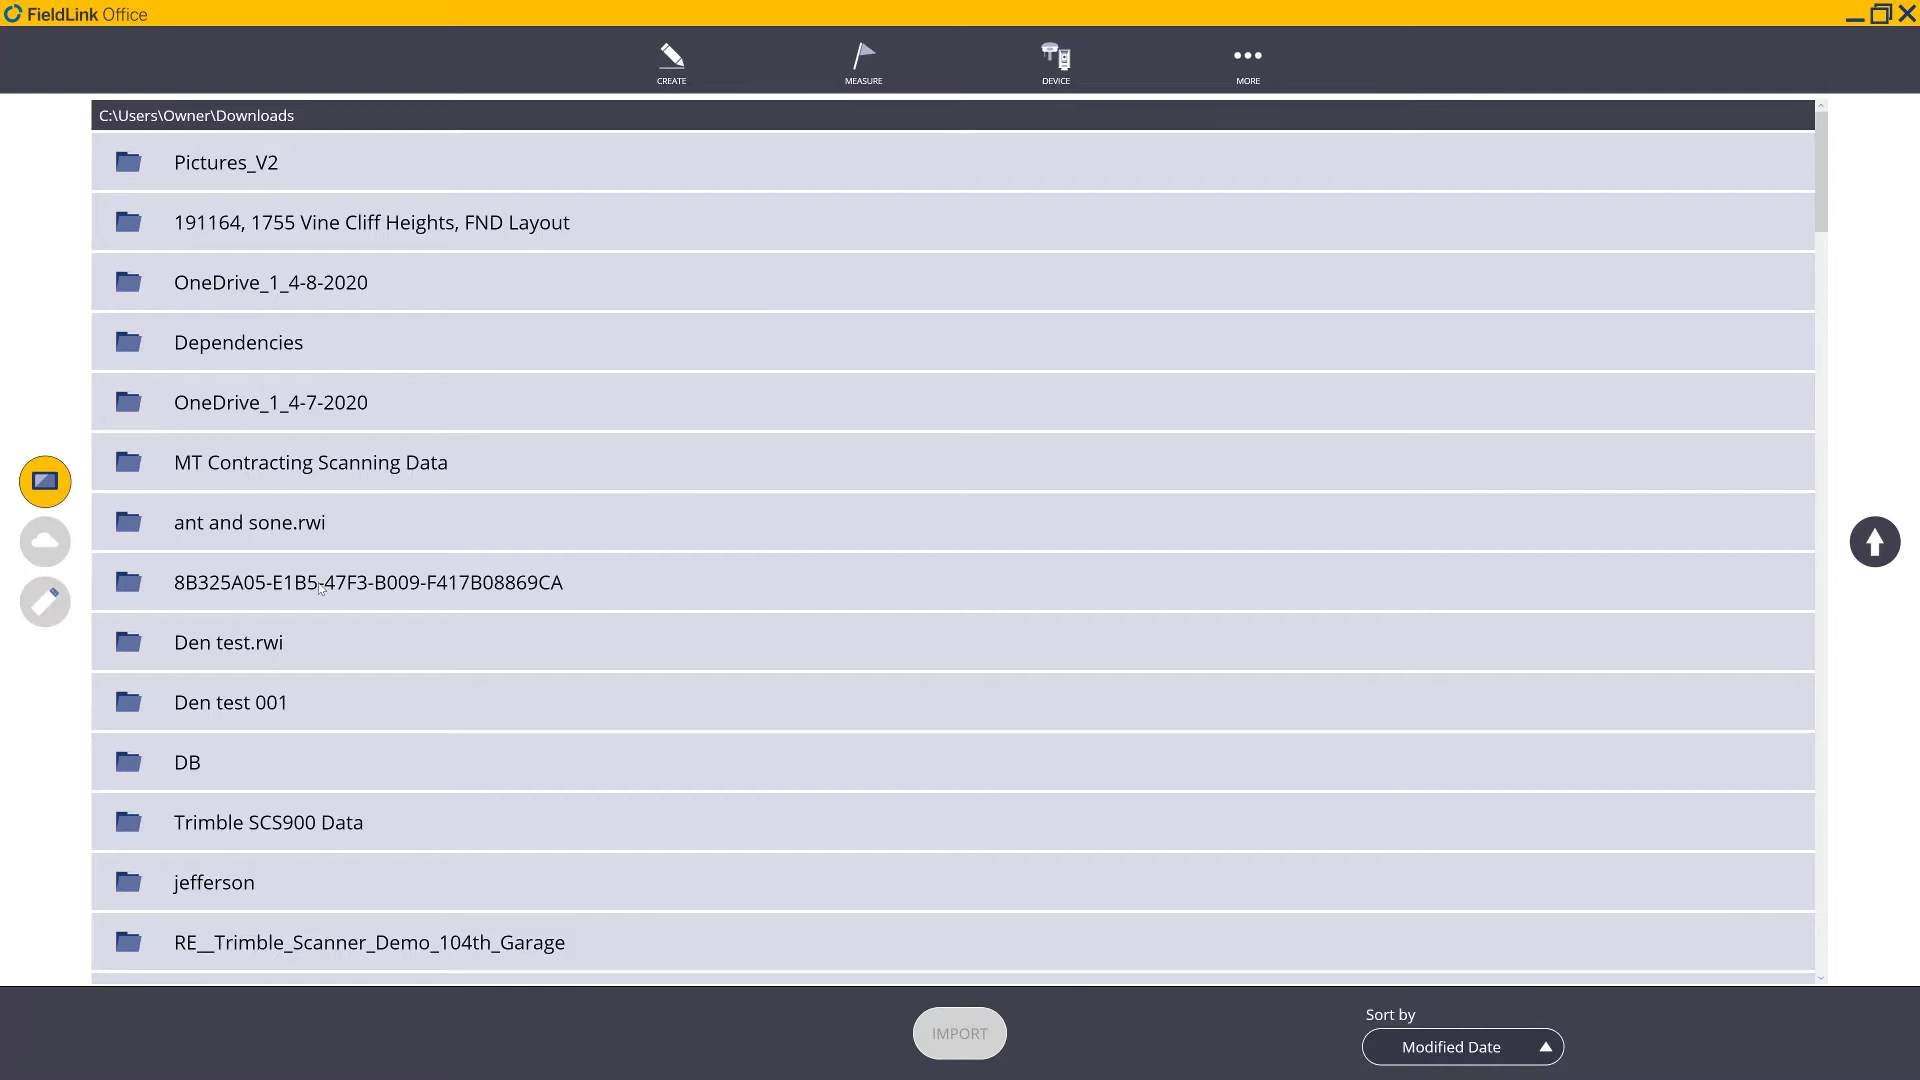 FieldLink Office
CREATE
MEASURE
DEVICE
MORE
C:\Users\Owner\Downloads
Pictures_V2
191164, 1755 Vine Cliff Heights, FND Layout
OneDrive_1_4-8-2020
Dependencies
OneDrive_1_4-7-2020
MT Contracting Scanning Data
ant and sone.rwi
8B325A05-E1B5-47F3-B009-F417B08869CA
Den test.rwi
Den test 001
DB
Trimble SCS900 Data
jefferson
RE__Trimble_Scanner_Demo_104th_Garage
IMPORT
Sort by
Modified Date